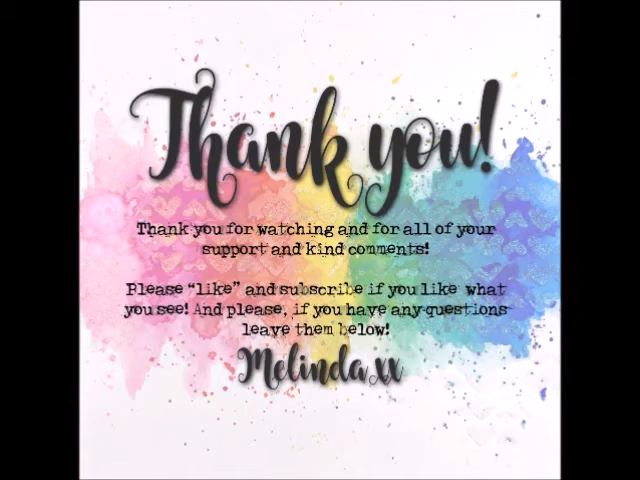 Thank you!
Thank you for watching and for all of your
support and kind comments!
Please “like” and subscribe if you like what
you see! And please, if you have any questions
leave them below!
Melinda xx